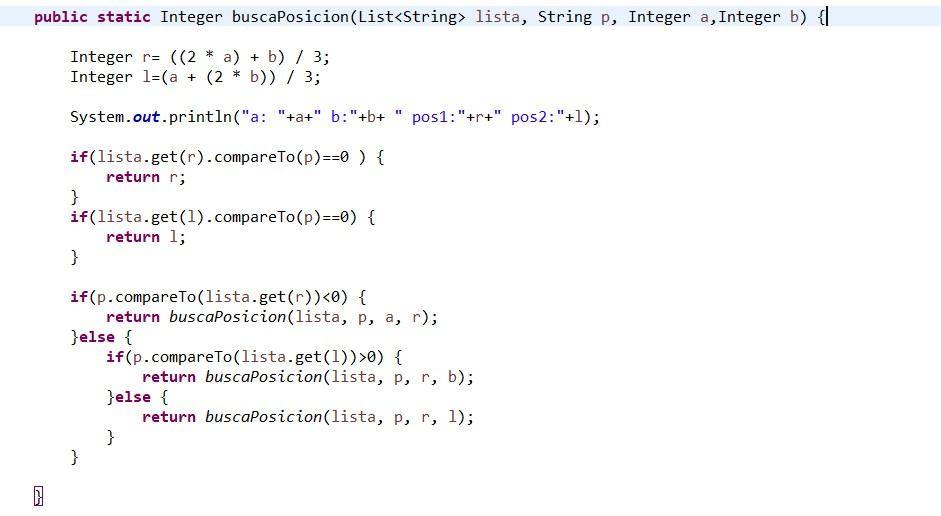 public static Integer buscaPosicion(List<String> lista, String p, Integer a,Integer b) {
Integer r= ((2 * a) + b) / 3;
Integer l=(a + (2 * b)) / 3;
System.out.println("a: "+a+" b:"+b+ " pos1:"+r+" pos2:"+l);
if(lista.get(r).compareTo(p)==0 ) {
return r;
}
if(lista.get(l).compareTo(p)==0) {
return l;
}
if(p.compareTo(lista.get(r))<0) {
return buscaPosicion(lista, p, a, r);
}else {
if(p.compareTo(lista.get(l))>0) {
return buscaPosicion(lista, p, r, b);
}else {
return buscaPosicion(lista, p, r, l);
}
}
}